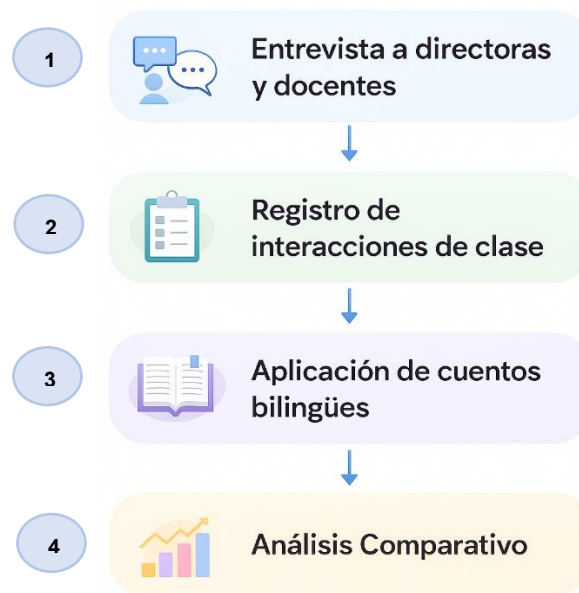 1
Entrevista a directoras
y docentes
2
Registro de
interacciones de clase
3
Aplicación de cuentos
bilingües
4
Análisis Comparativo